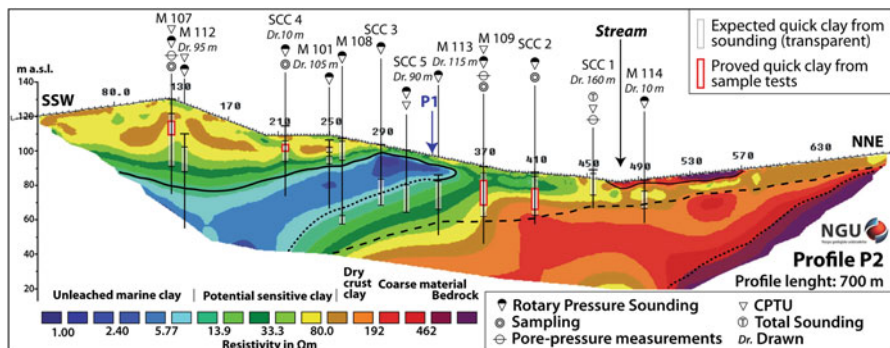 M 107
M 112
Dr. 95 m
SCC 4
Dr.10 m
M 101
Dr. 105 m
M 108
SCC 3
SCC 5
Dr. 90 m
M 113
Dr. 115 m
P1
M 109
SCC 2
SCC 1
Dr. 160 m
Stream
M 114
Dr. 10 m
Expected quick clay from
sounding (transparent)
Proved quick clay from
sample tests
m a.s.l.
SSW
NNE
140
120
100
80
60
40
20
80.0
130
170
210
250
290
370
410
450
490
530
570
630
NGU
Profile P2
Profile lenght: 700 m
Unleached marine clay
Potential sensitive clay
Dry
crust
clay
Coarse material
Bedrock
1.00
2.40
5.77
13.9
33.3
80.0
192
462
Resistivity in Ωm
Rotary Pressure Sounding
Sampling
Pore-pressure measurements
CPTU
Total Sounding
Dr. Drawn